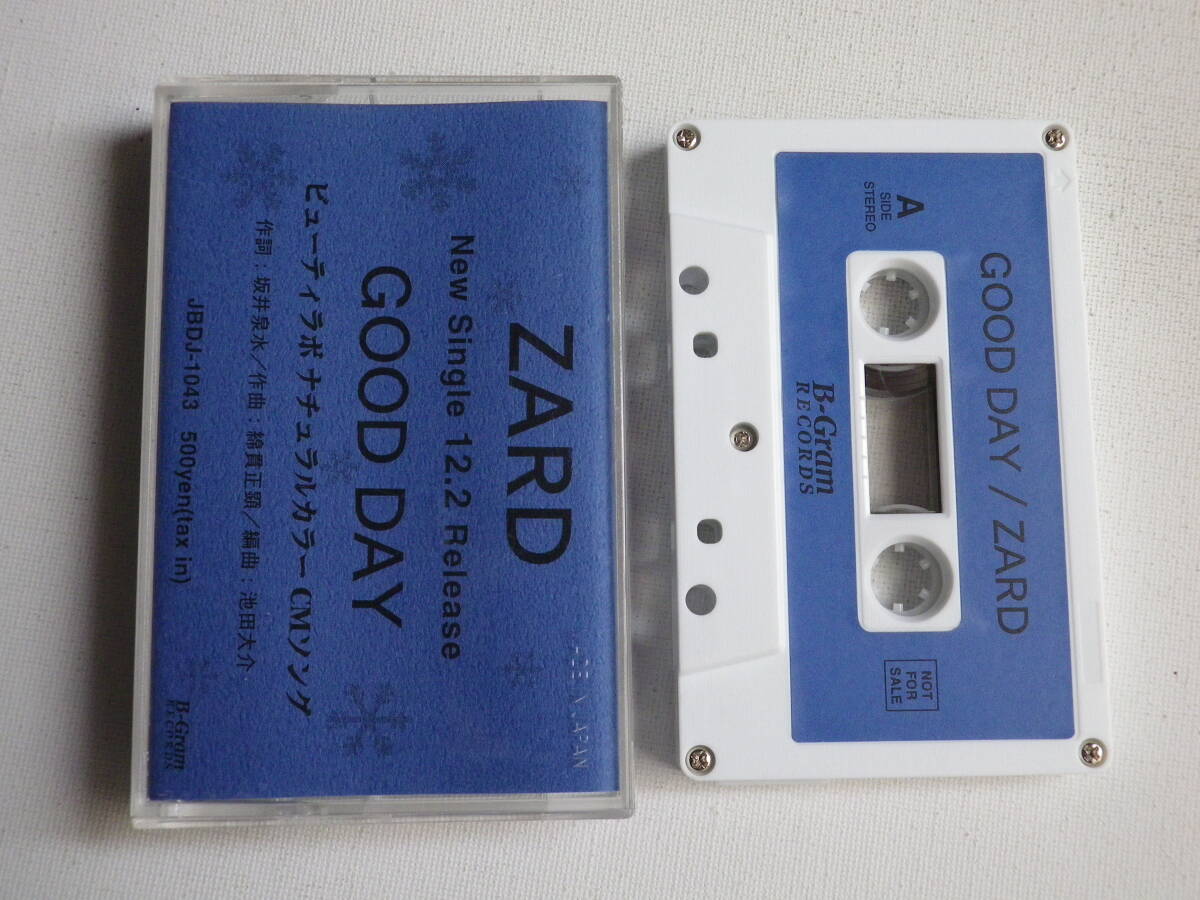 ZARD
New Single 12.2 Release
GOOD DAY
ビューティラボ ナチュラルカラー CMソング
作詞：坂井泉水／作曲：綿貫正顕／編曲：池田大介
JBDJ-1043 500yen(tax in)
B-Gram
RECORDS
JAPAN
GOOD DAY / ZARD
A
SIDE
STEREO
B-Gram
RECORDS
NOT
FOR
SALE